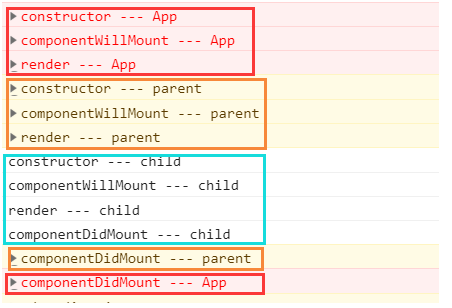 constructor --- App
componentWillMount --- App
render --- App
constructor --- parent
componentWillMount --- parent
render --- parent
constructor --- child
componentWillMount --- child
render --- child
componentDidMount --- child
componentDidMount --- parent
componentDidMount --- App